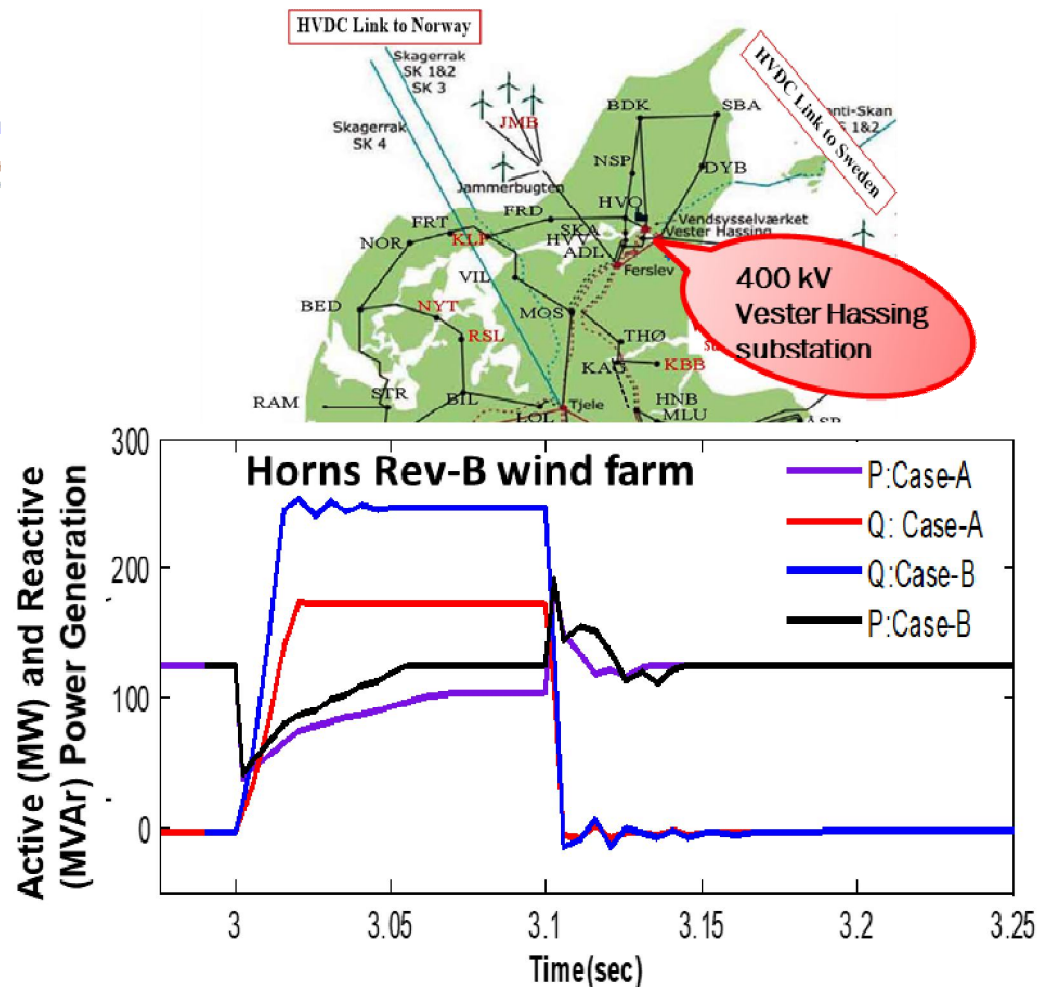 HVDC Link to Norway
Skagerrak
SK 1&2
SK 3
Skagerrak
SK 4
JMB
Jammerbugten
BDK
SBA
HVDC Link to Sweden
1&2
NSP
DYB
HVO
FRD
FRT
KLP
NOR
SKA
HVV
ADL
Vendsysselværket
Vester Hassing
Ferslev
VIL
BED
NYT
RSL
MOS
THØ
KAG
KBB
400 kV
Vester Hassing
substation
STR
RAM
BIL
Tjele
HNB
MLU
Horns Rev-B wind farm
P:Case-A
Q: Case-A
Q:Case-B
P:Case-B
Active (MW) and Reactive
(MVAr) Power Generation
300
200
100
0
3
3.05
3.1
3.15
3.2
3.25
Time(sec)